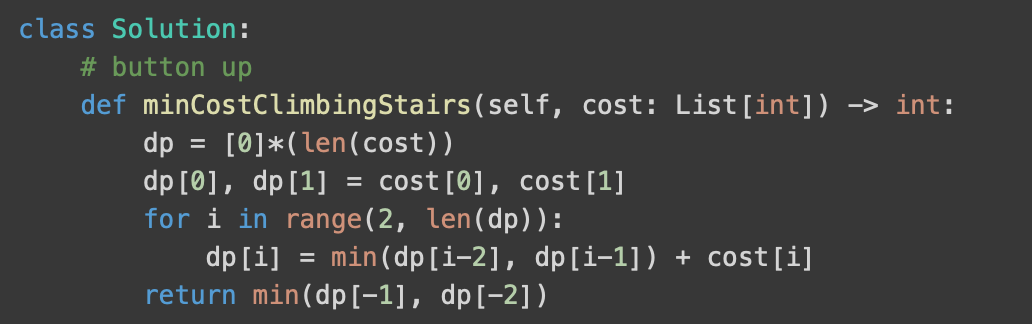 class Solution:
    # button up
    def minCostClimbingStairs(self, cost: List[int]) -> int:
        dp = [0]*(len(cost))
        dp[0], dp[1] = cost[0], cost[1]
        for i in range(2, len(dp)):
            dp[i] = min(dp[i-2], dp[i-1]) + cost[i]
        return min(dp[-1], dp[-2])